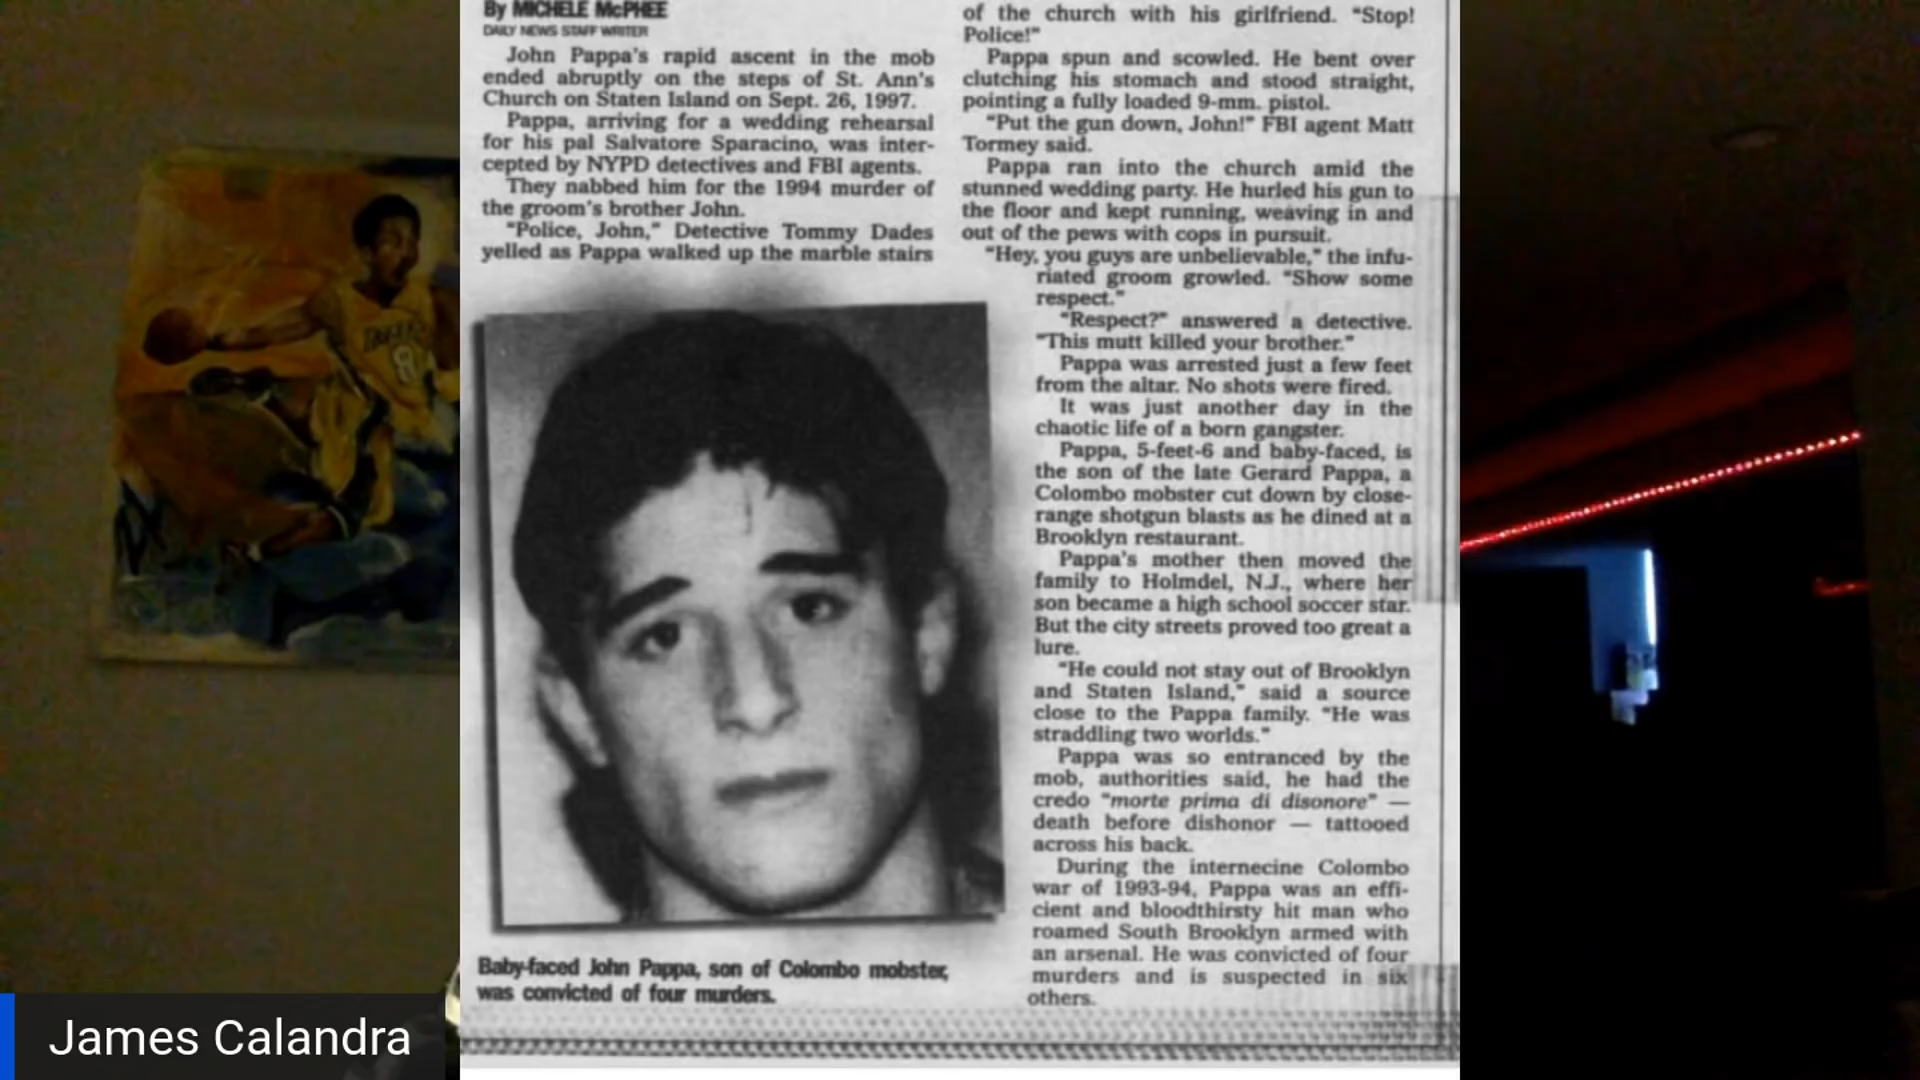 By MICHELE McPHEE
DAILY NEWS STAFF WRITER
John Pappa's rapid ascent in the mob
ended abruptly on the steps of St. Ann's
Church on Staten Island on Sept. 26, 1997.
Pappa, arriving for a wedding rehearsal
for his pal Salvatore Sparacino, was inter-
cepted by NYPD detectives and FBI agents.
They nabbed him for the 1994 murder of
the groom's brother John.
"Police, John," Detective Tommy Dades
yelled as Pappa walked up the marble stairs
of the church with his girlfriend. "Stop!
Police!"
Pappa spun and scowled. He bent over
clutching his stomach and stood straight,
pointing a fully loaded 9-mm. pistol.
"Put the gun down, John!" FBI agent Matt
Tormey said.
Pappa ran into the church amid the
stunned wedding party. He hurled his gun to
the floor and kept running, weaving in and
out of the pews with cops in pursuit.
"Hey, you guys are unbelievable," the infu-
riated groom growled. "Show some
respect."
"Respect?" answered a detective.
"This mutt killed your brother."
Pappa was arrested just a few feet
from the altar. No shots were fired.
It was just another day in the
chaotic life of a born gangster.
Pappa, 5-feet-6 and baby-faced, is
the son of the late Gerard Pappa, a
Colombo mobster cut down by close-
range shotgun blasts as he dined at a
Brooklyn restaurant.
Pappa's mother then moved the
family to Holmdel, N.J., where her
son became a high school soccer star.
But the city streets proved too great a
lure.
"He could not stay out of Brooklyn
and Staten Island," said a source
close to the Pappa family. "He was
straddling two worlds."
Pappa was so entranced by the
mob, authorities said, he had the
credo "morte prima di disonore" —
death before dishonor — tattooed
across his back.
During the internecine Colombo
war of 1993-94, Pappa was an effi-
cient and bloodthirsty hit man who
roamed South Brooklyn armed with
an arsenal. He was convicted of four
murders and is suspected in six
others.
Baby-faced John Pappa, son of Colombo mobster,
was convicted of four murders.
8
James Calandra